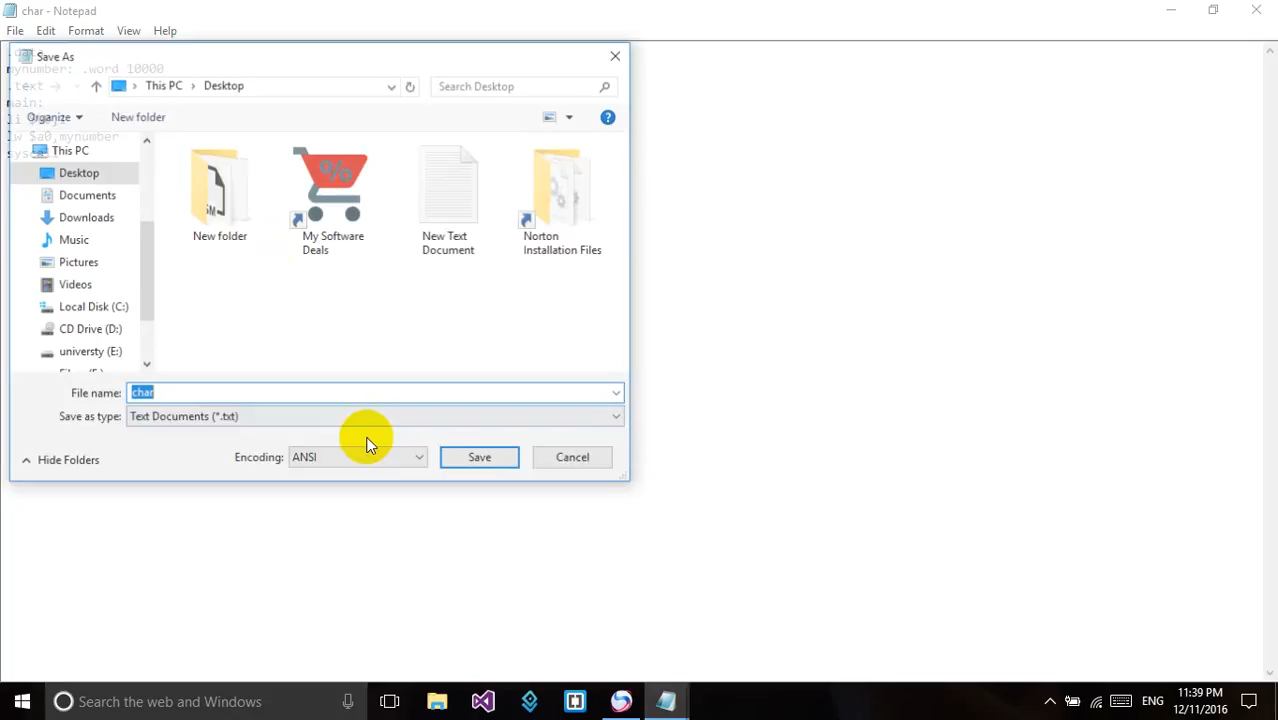 char - Notepad
File Edit Format View Help
Save As
mynumber: .word 10000
.text
This PC Desktop
Search Desktop
main:
Organize New folder
lw $a0,mynumber
This PC
Desktop
Documents
Downloads
Music
Pictures
Videos
Local Disk (C:)
CD Drive (D:)
universty (E:)
New folder
My Software Deals
New Text Document
Norton Installation Files
File name: char
Save as type: Text Documents (*.txt)
Hide Folders
Encoding: ANSI
Save
Cancel
Search the web and Windows
ENG
11:39 PM
12/11/2016